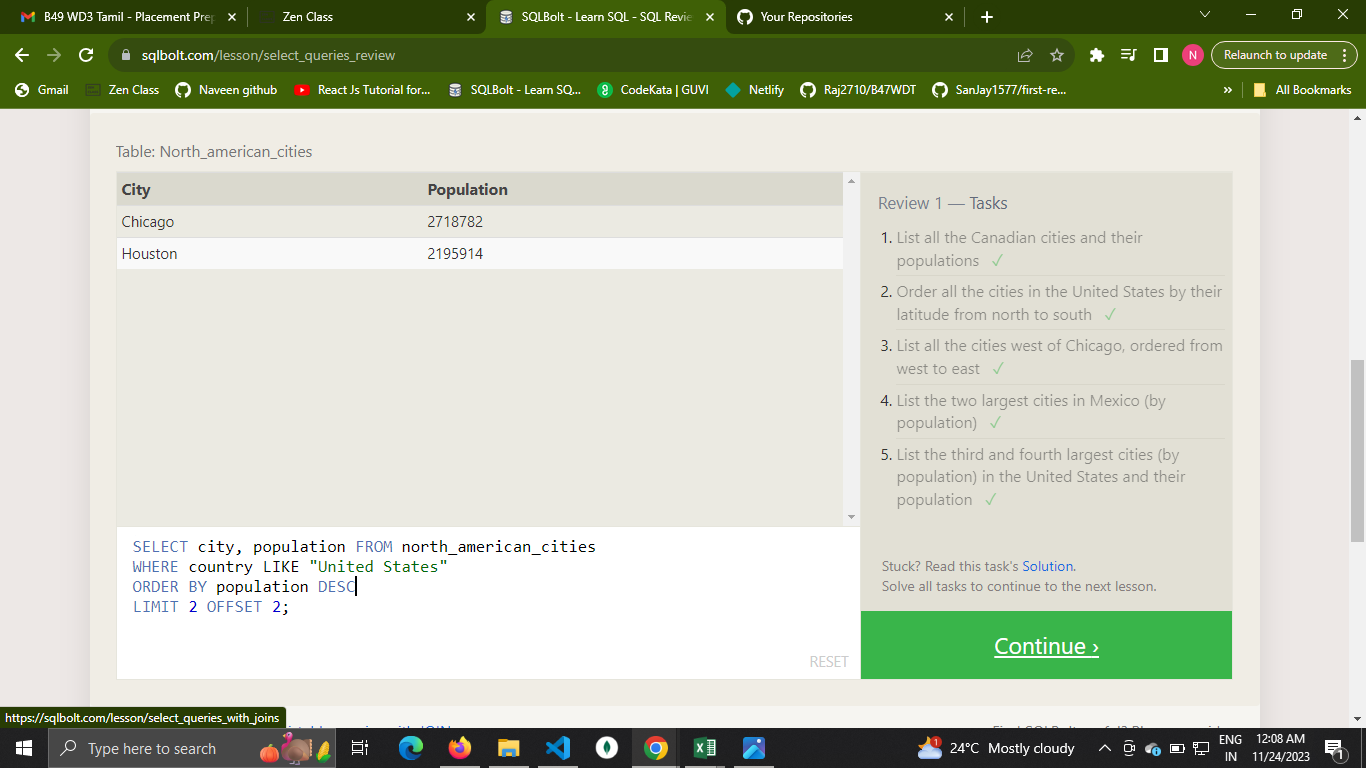 B49 WD3 Tamil - Placement Prep
Zen Class
SQLBolt - Learn SQL - SQL Revie
Your Repositories
sqlbolt.com/lesson/select_queries_review
N
Relaunch to update
Gmail
Zen Class
Naveen github
React Js Tutorial for...
SQLBolt - Learn SQ...
CodeKata | GUVI
Netlify
Raj2710/B47WDT
SanJay1577/first-re...
»
All Bookmarks
Table: North_american_cities
City Population
Chicago 2718782
Houston 2195914
Review 1 — Tasks
1. List all the Canadian cities and their
populations ✓
2. Order all the cities in the United States by their
latitude from north to south ✓
3. List all the cities west of Chicago, ordered from
west to east ✓
4. List the two largest cities in Mexico (by
population) ✓
5. List the third and fourth largest cities (by
population) in the United States and their
population ✓
SELECT city, population FROM north_american_cities
WHERE country LIKE "United States"
ORDER BY population DESC
LIMIT 2 OFFSET 2;
RESET
Stuck? Read this task's Solution.
Solve all tasks to continue to the next lesson.
Continue ›
https://sqlbolt.com/lesson/select_queries_with_joins
Type here to search
1
24°C Mostly cloudy
ENG
IN
12:08 AM
11/24/2023
1